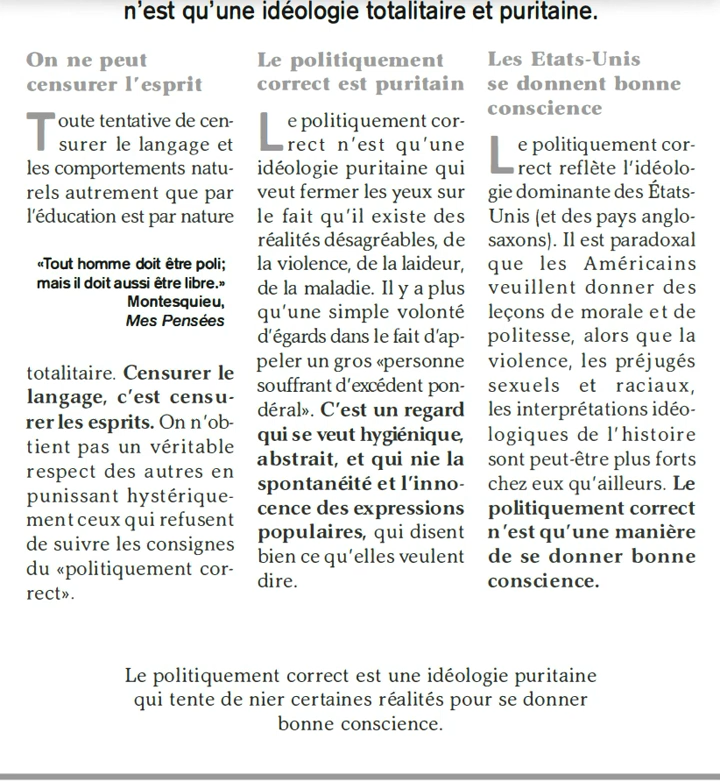 n'est qu'une idéologie totalitaire et puritaine.
On ne peut
censurer l'esprit
Toute tentative de cen-
surer le langage et
les comportements natu-
rels autrement que par
l'éducation est par nature
«Tout homme doit être poli;
mais il doit aussi être libre.»
Montesquieu,
Mes Pensées
totalitaire. Censurer le
langage, c'est censu-
rer les esprits. On n'ob-
tient pas un véritable
respect des autres en
punissant hystérique-
ment ceux qui refusent
de suivre les consignes
du «politiquement cor-
rect».
Le politiquement
correct est puritain
Le politiquement cor-
rect n'est qu'une
idéologie puritaine qui
veut fermer les yeux sur
le fait qu'il existe des
réalités désagréables, de
la violence, de la laideur,
de la maladie. Il y a plus
qu'une simple volonté
d'égards dans le fait d'ap-
peler un gros «personne
souffrant d'excédent pon-
déral». C'est un regard
qui se veut hygiénique,
abstrait, et qui nie la
spontanéité et l'inno-
cence des expressions
populaires, qui disent
bien ce qu'elles veulent
dire.
Les Etats-Unis
se donnent bonne
conscience
Le politiquement cor-
rect reflète l'idéolo-
gie dominante des États-
Unis (et des pays anglo-
saxons). Il est paradoxal
que les Américains
veuillent donner des
leçons de morale et de
politesse, alors que la
violence, les préjugés
sexuels et raciaux,
les interprétations idéo-
logiques de l'histoire
sont peut-être plus forts
chez eux qu'ailleurs. Le
politiquement correct
n'est qu'une manière
de se donner bonne
conscience.
Le politiquement correct est une idéologie puritaine
qui tente de nier certaines réalités pour se donner
bonne conscience.